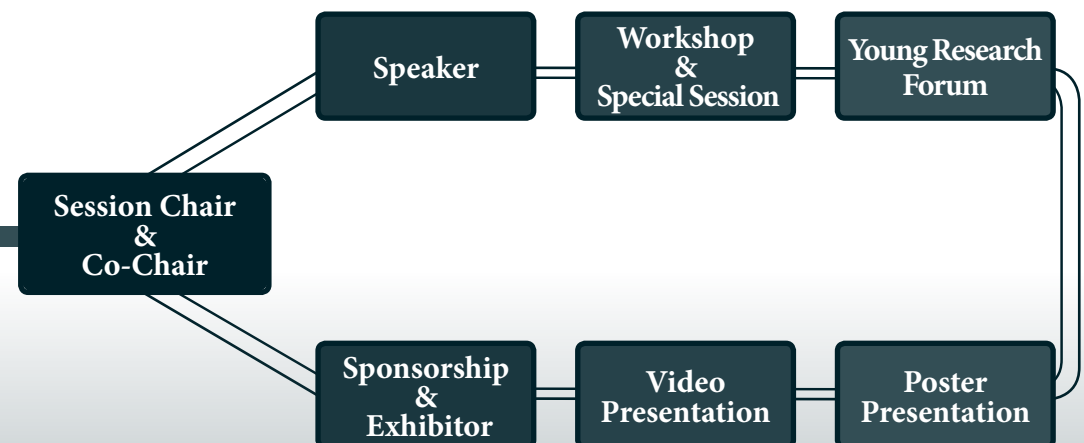 Speaker
Workshop
&
Special Session
Young Research
Forum
Session Chair
&
Co-Chair
Sponsorship
&
Exhibitor
Video
Presentation
Poster
Presentation